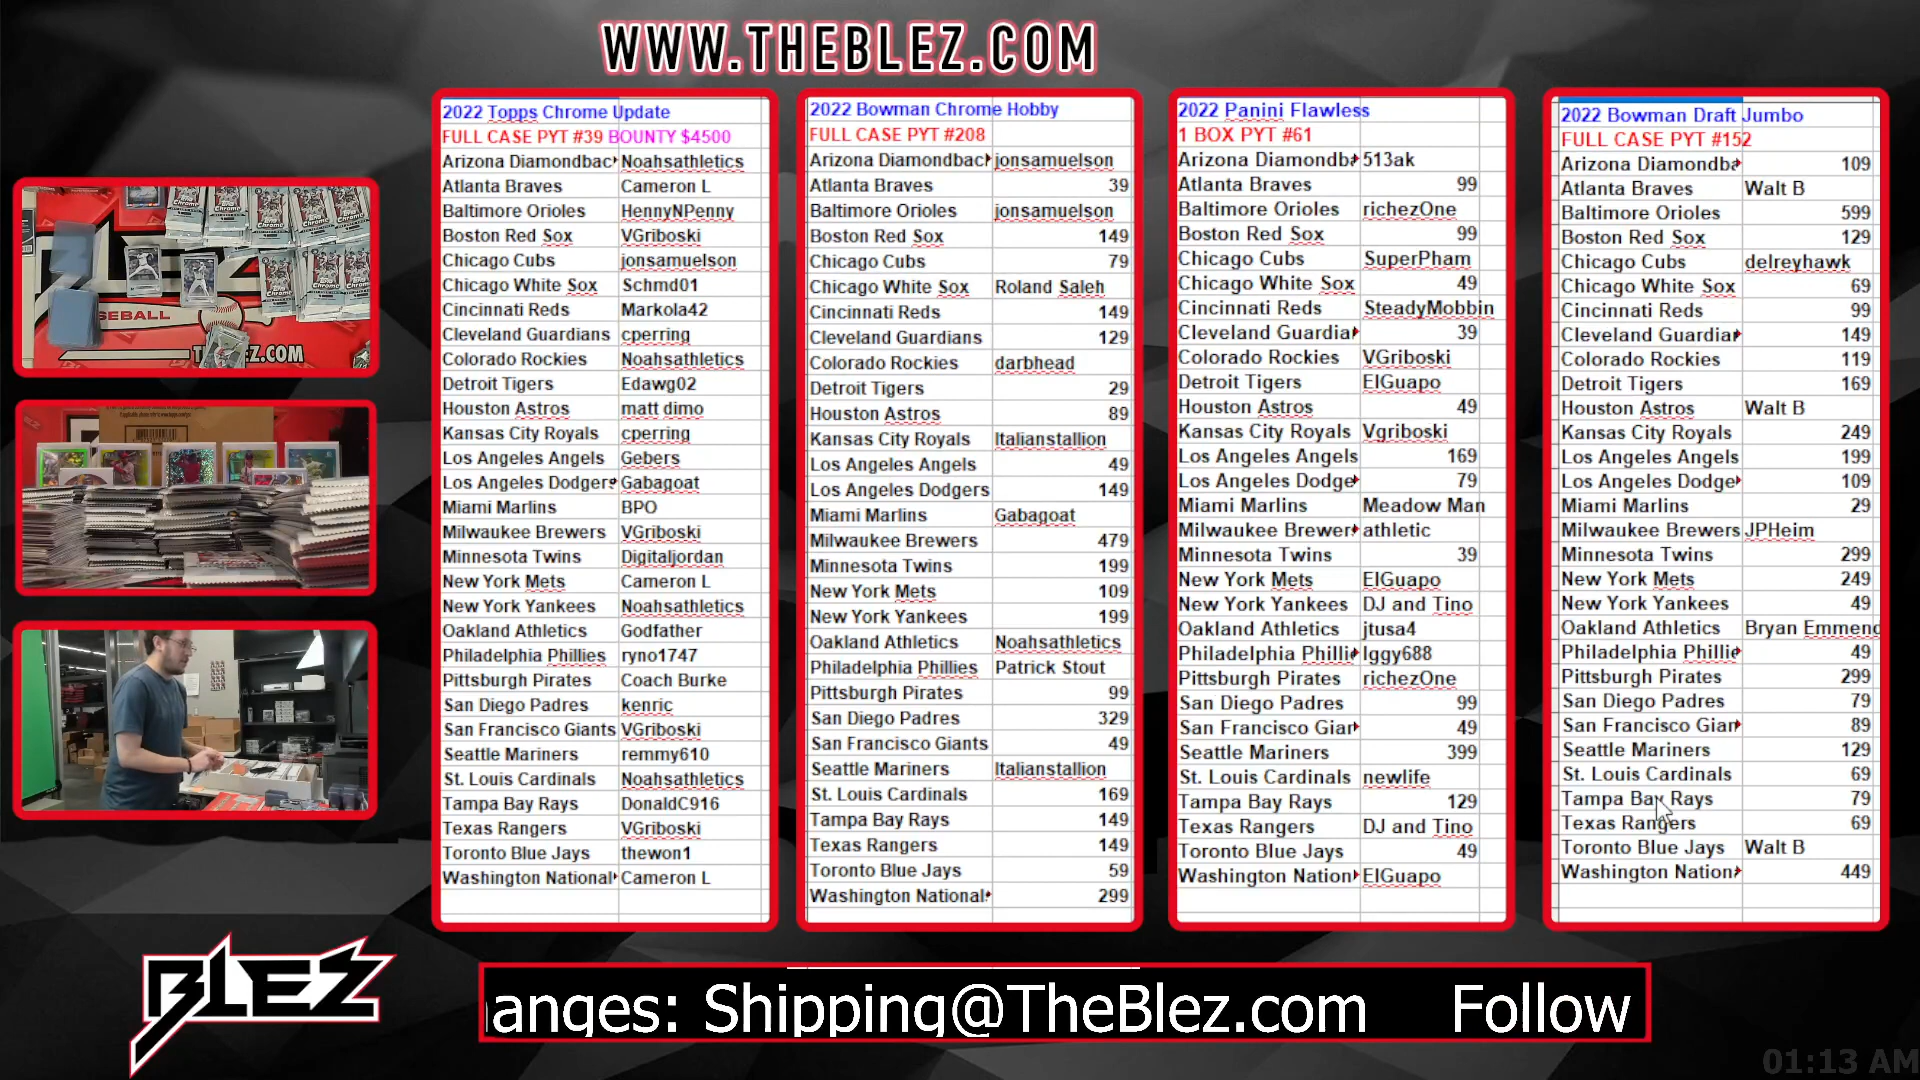 WWW.THEBLEZ.COM
2022 Topps Chrome Update
FULL CASE PYT #39 BOUNTY $4500
Arizona Diamondbac Noahsathletics
Atlanta Braves Cameron L
Baltimore Orioles HennyNPenny
Boston Red Sox VGriboski
Chicago Cubs jonsamuelson
Chicago White Sox Schmd01
Cincinnati Reds Markola42
Cleveland Guardians cperring
Colorado Rockies Noahsathletics
Detroit Tigers Edawg02
Houston Astros matt dimo
Kansas City Royals cperring
Los Angeles Angels Gebers
Los Angeles Dodgers Gabagoat
Miami Marlins BPO
Milwaukee Brewers VGriboski
Minnesota Twins Digitaljordan
New York Mets Cameron L
New York Yankees Noahsathletics
Oakland Athletics Godfather
Philadelphia Phillies ryno1747
Pittsburgh Pirates Coach Burke
San Diego Padres kenric
San Francisco Giants VGriboski
Seattle Mariners remmy610
St. Louis Cardinals Noahsathletics
Tampa Bay Rays DonaldC916
Texas Rangers VGriboski
Toronto Blue Jays thewon1
Washington National Cameron L
2022 Bowman Chrome Hobby
FULL CASE PYT #208
Arizona Diamondback jonsamuelson
Atlanta Braves 39
Baltimore Orioles jonsamuelson
Boston Red Sox 149
Chicago Cubs 79
Chicago White Sox Roland Saleh
Cincinnati Reds 149
Cleveland Guardians 129
Colorado Rockies darbhead
Detroit Tigers 29
Houston Astros 89
Kansas City Royals Italianstallion
Los Angeles Angels 49
Los Angeles Dodgers 149
Miami Marlins Gabagoat
Milwaukee Brewers 479
Minnesota Twins 199
New York Mets 109
New York Yankees 199
Oakland Athletics Noahsathletics
Philadelphia Phillies Patrick Stout
Pittsburgh Pirates 99
San Diego Padres 329
San Francisco Giants 49
Seattle Mariners Italianstallion
St. Louis Cardinals 169
Tampa Bay Rays 149
Texas Rangers 149
Toronto Blue Jays 59
Washington National 299
2022 Panini Flawless
1 BOX PYT #61
Arizona Diamondba 513ak
Atlanta Braves 99
Baltimore Orioles richezOne
Boston Red Sox 99
Chicago Cubs SuperPham
Chicago White Sox 49
Cincinnati Reds SteadyMobbin
Cleveland Guardia 39
Colorado Rockies VGriboski
Detroit Tigers ElGuapo
Houston Astros 49
Kansas City Royals Vgriboski
Los Angeles Angels 169
Los Angeles Dodge 79
Miami Marlins Meadow Man
Milwaukee Brewer athletic
Minnesota Twins 39
New York Mets ElGuapo
New York Yankees DJ and Tino
Oakland Athletics jtusa4
Philadelphia Phillie Iggy688
Pittsburgh Pirates richezOne
San Diego Padres 99
San Francisco Gian 49
Seattle Mariners 399
St. Louis Cardinals newlife
Tampa Bay Rays 129
Texas Rangers DJ and Tino
Toronto Blue Jays 49
Washington Nation ElGuapo
2022 Bowman Draft Jumbo
FULL CASE PYT #152
Arizona Diamondba 109
Atlanta Braves Walt B
Baltimore Orioles 599
Boston Red Sox 129
Chicago Cubs delreyhawk
Chicago White Sox 69
Cincinnati Reds 99
Cleveland Guardian 149
Colorado Rockies 119
Detroit Tigers 169
Houston Astros Walt B
Kansas City Royals 249
Los Angeles Angels 199
Los Angeles Dodge 109
Miami Marlins 29
Milwaukee Brewers JPHeim
Minnesota Twins 299
New York Mets 249
New York Yankees 49
Oakland Athletics Bryan Emmend
Philadelphia Phillie 49
Pittsburgh Pirates 299
San Diego Padres 79
San Francisco Gian 89
Seattle Mariners 129
St. Louis Cardinals 69
Tampa Bay Rays 79
Texas Rangers 69
Toronto Blue Jays Walt B
Washington Nation 449
SEBALL
.COM
BLEZ
anges: Shipping@TheBlez.com Follow
01:13 AM